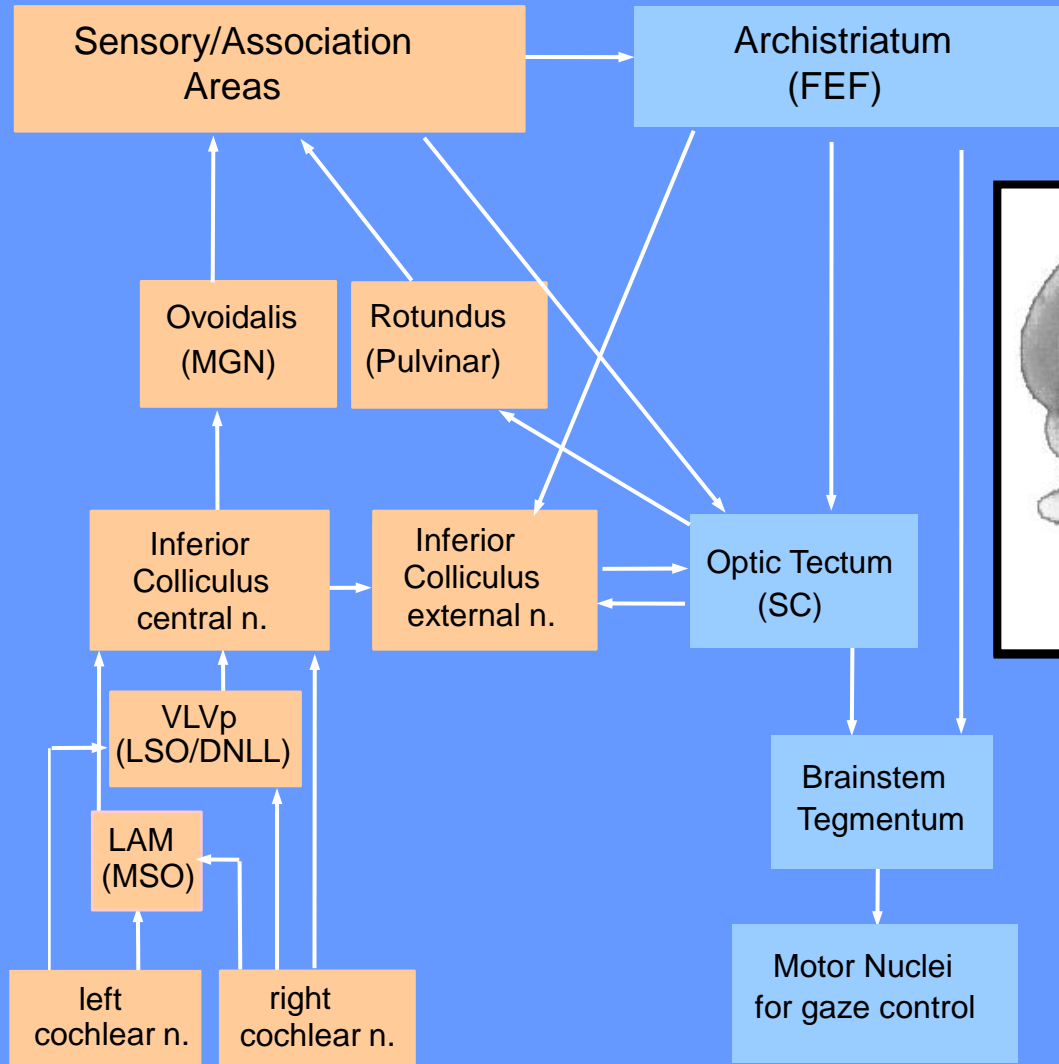 Sensory/Association
Areas
Archistriatum
(FEF)
Ovoidalis
(MGN)
Rotundus
(Pulvinar)
Inferior
Colliculus
central n.
Inferior
Colliculus
external n.
Optic Tectum
(SC)
VLVp
(LSO/DNLL)
LAM
(MSO)
Brainstem
Tegmentum
left
cochlear n.
right
cochlear n.
Motor Nuclei
for gaze control